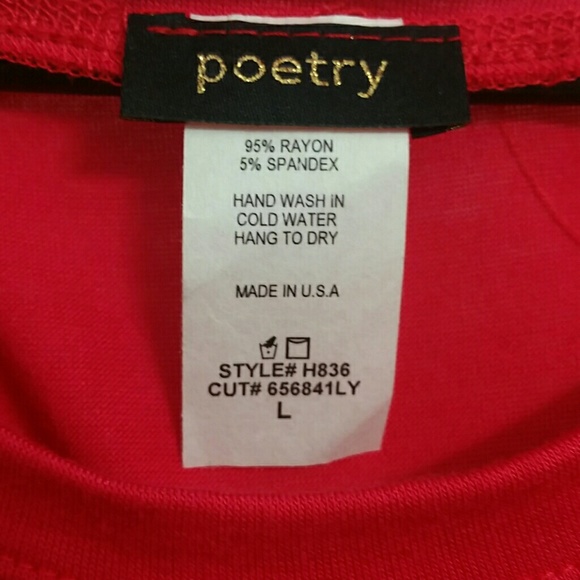 poetry
95% RAYON
5% SPANDEX
HAND WASH IN
COLD WATER
HANG TO DRY
MADE IN U.S.A
STYLE# H836
CUT# 656841LY
L